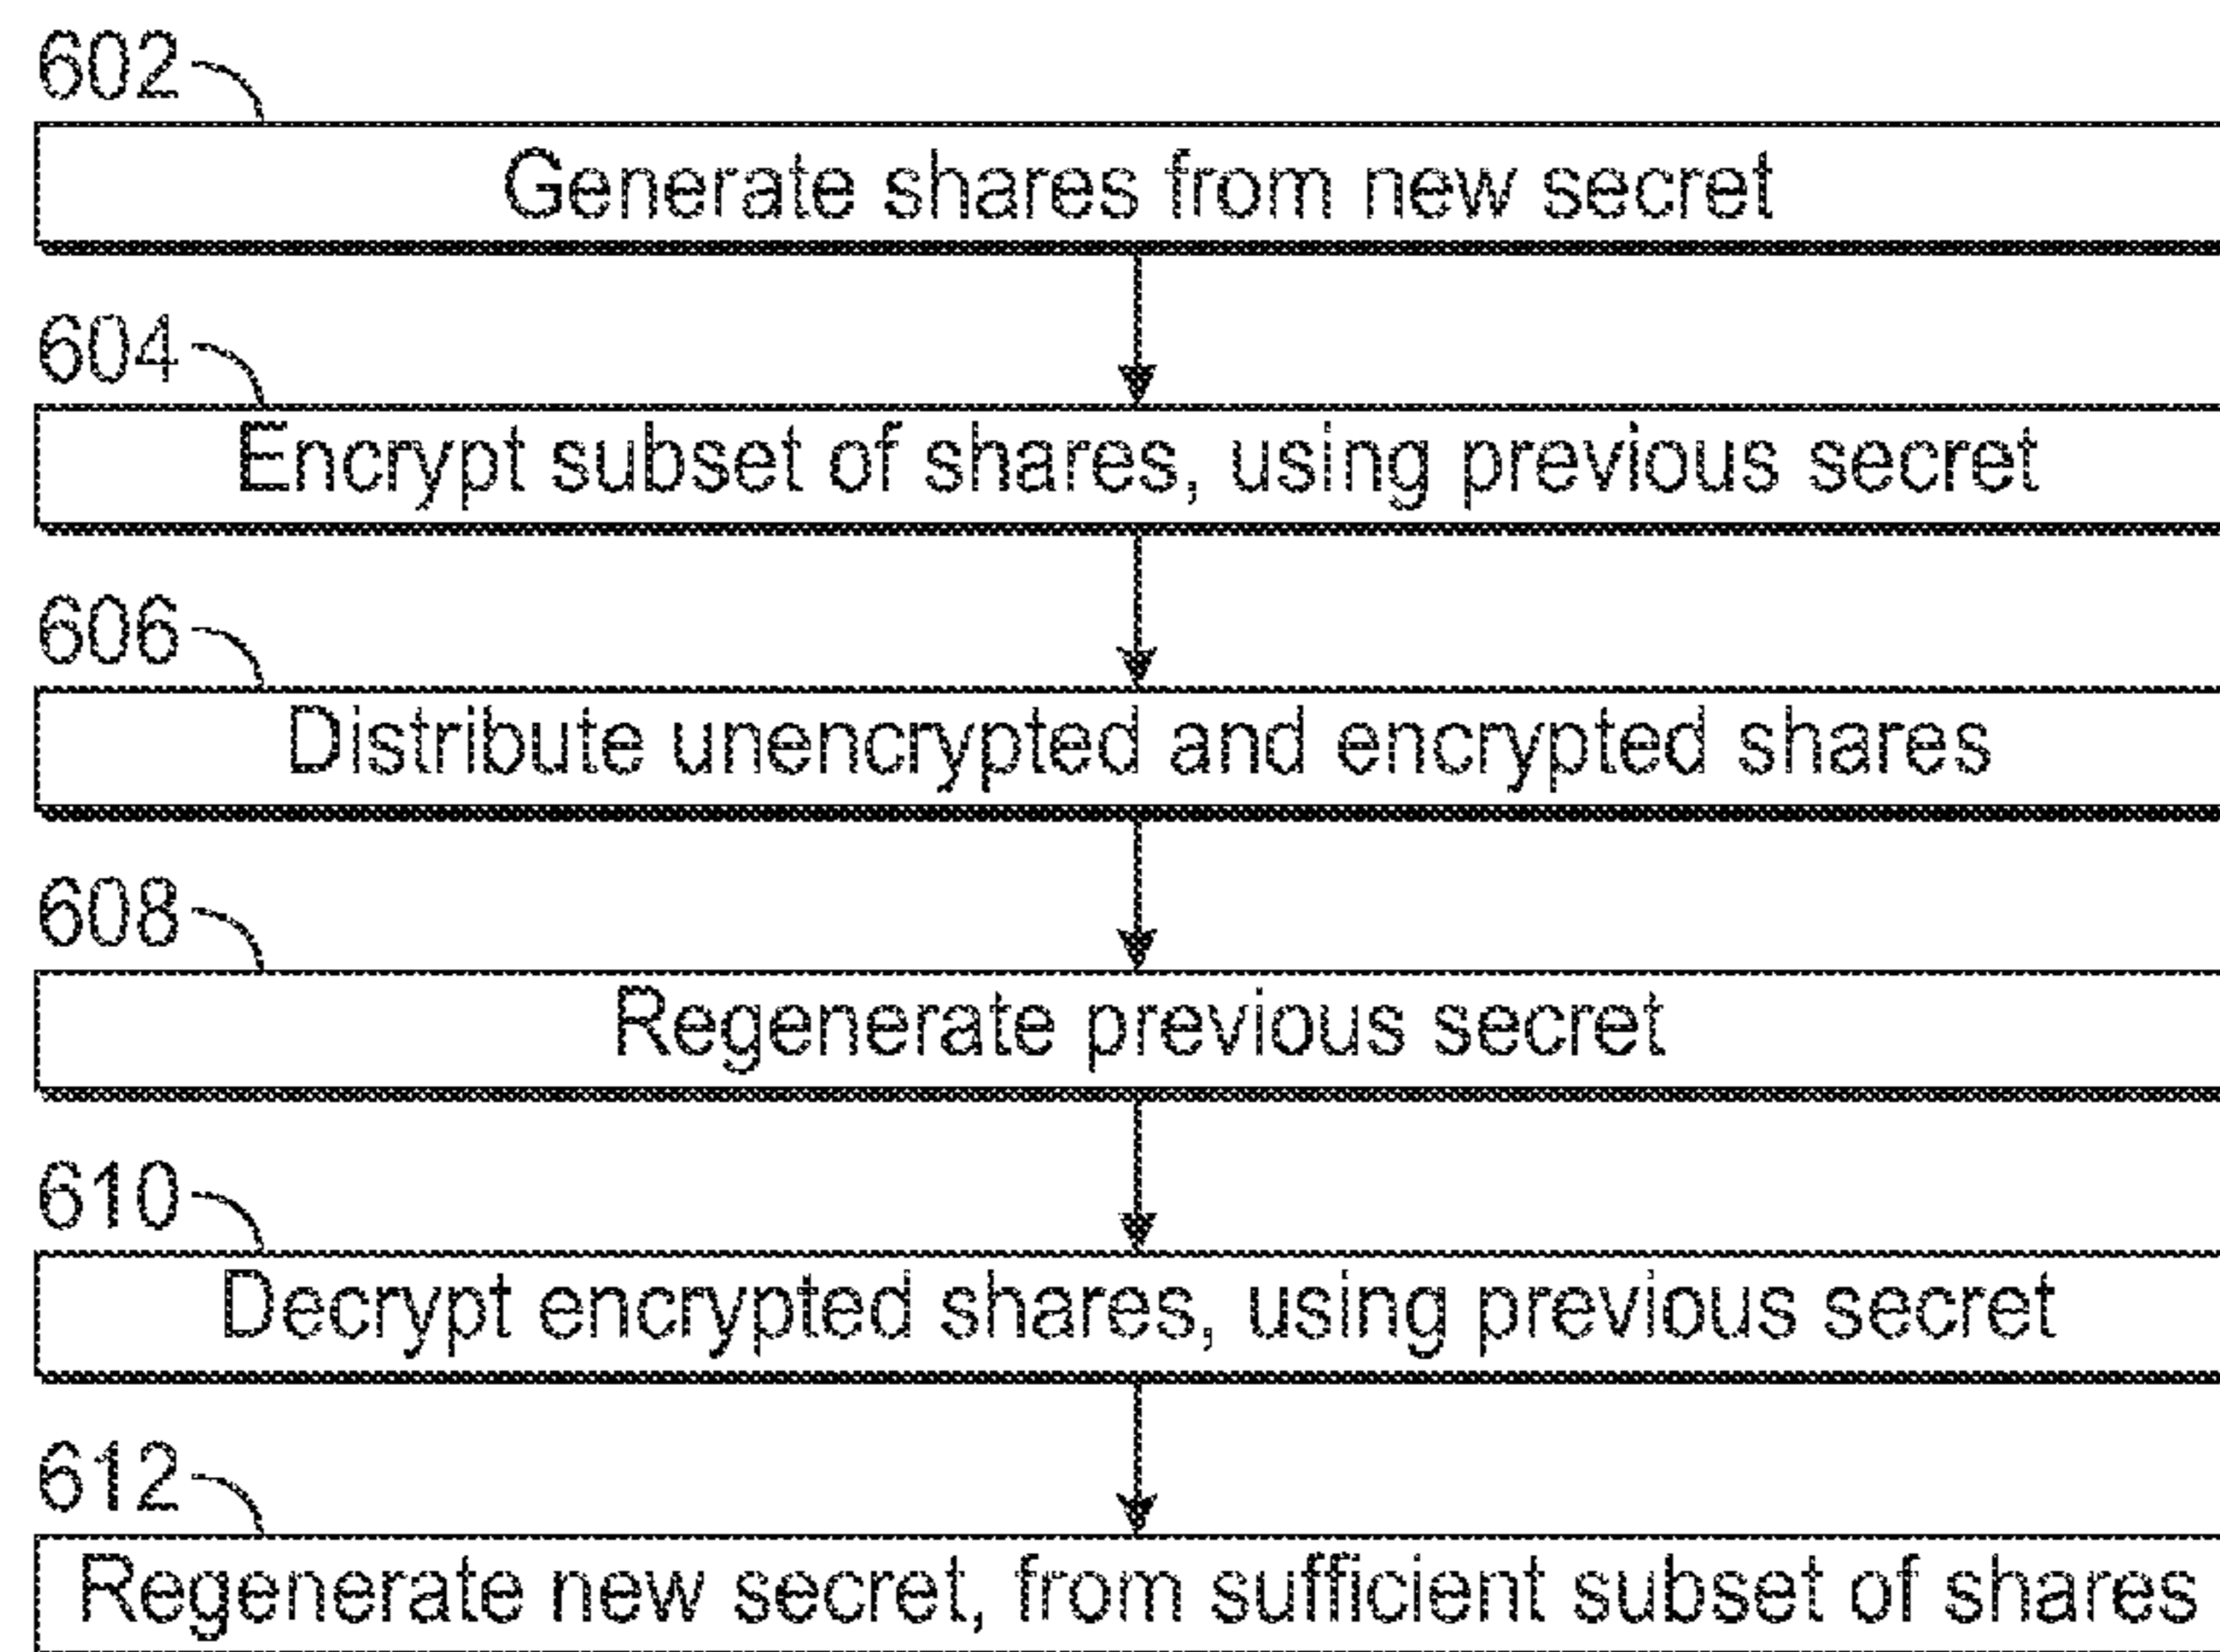 602
Generate shares from new secret
604
Encrypt subset of shares, using previous secret
606
Distribute unencrypted and encrypted shares
608
Regenerate previous secret
610
Decrypt encrypted shares, using previous secret
612
Regenerate new secret, from sufficient subset of shares